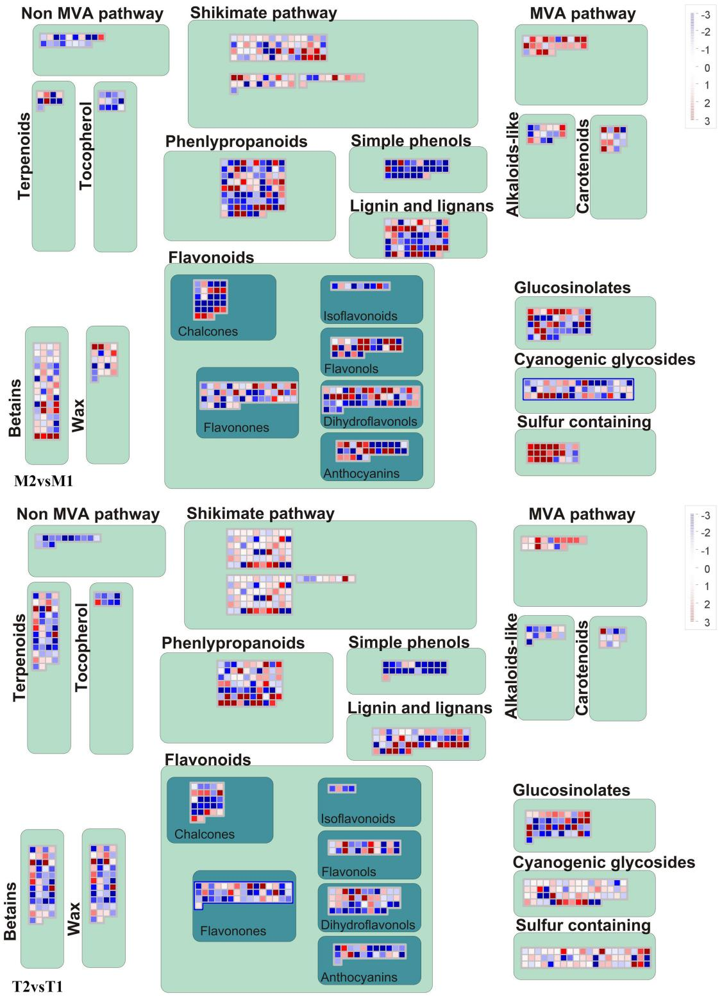 Non MVA pathway
Shikimate pathway
MVA pathway
-3
-2
-1
0
1
2
3
Terpenoids
Tocopherol
Phenlypropanoids
Simple phenols
Alkaloids-like
Carotenoids
Lignin and lignans
Flavonoids
Chalcones
Isoflavonoids
Flavonols
Flavonones
Dihydroflavonols
Anthocyanins
Glucosinolates
Cyanogenic glycosides
Sulfur containing
Betains
Wax
M2vsM1
Non MVA pathway
Shikimate pathway
MVA pathway
-3
-2
-1
0
1
2
3
Terpenoids
Tocopherol
Phenlypropanoids
Simple phenols
Alkaloids-like
Carotenoids
Lignin and lignans
Flavonoids
Chalcones
Isoflavonoids
Flavonols
Flavonones
Dihydroflavonols
Anthocyanins
Glucosinolates
Cyanogenic glycosides
Sulfur containing
Betains
Wax
T2vsT1